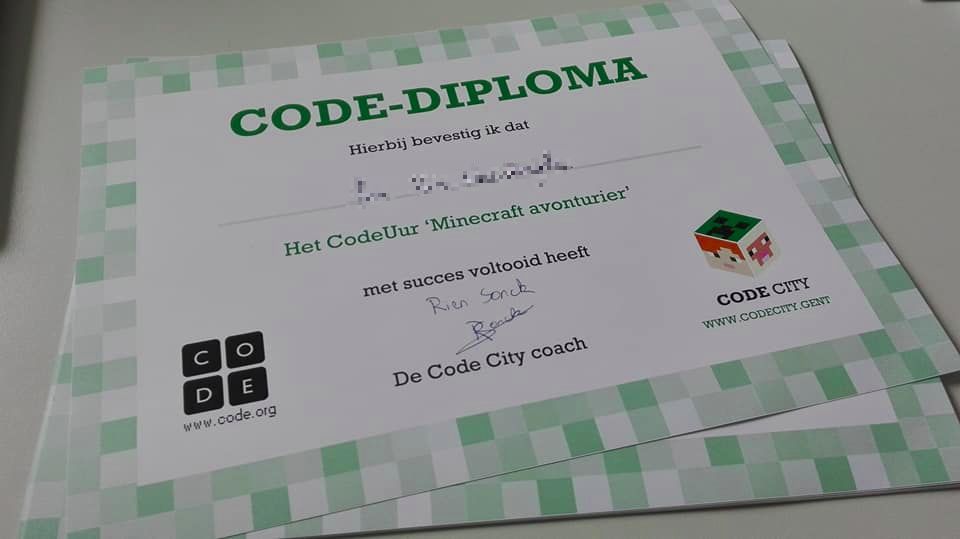 CODE-DIPLOMA
Hierbij bevestig ik dat
Het CodeUur ‘Minecraft avonturier’
met succes voltooid heeft
Rien Sonck
De Code City coach
CODE
www.code.org
CODE CITY
WWW.CODECITY.GENT